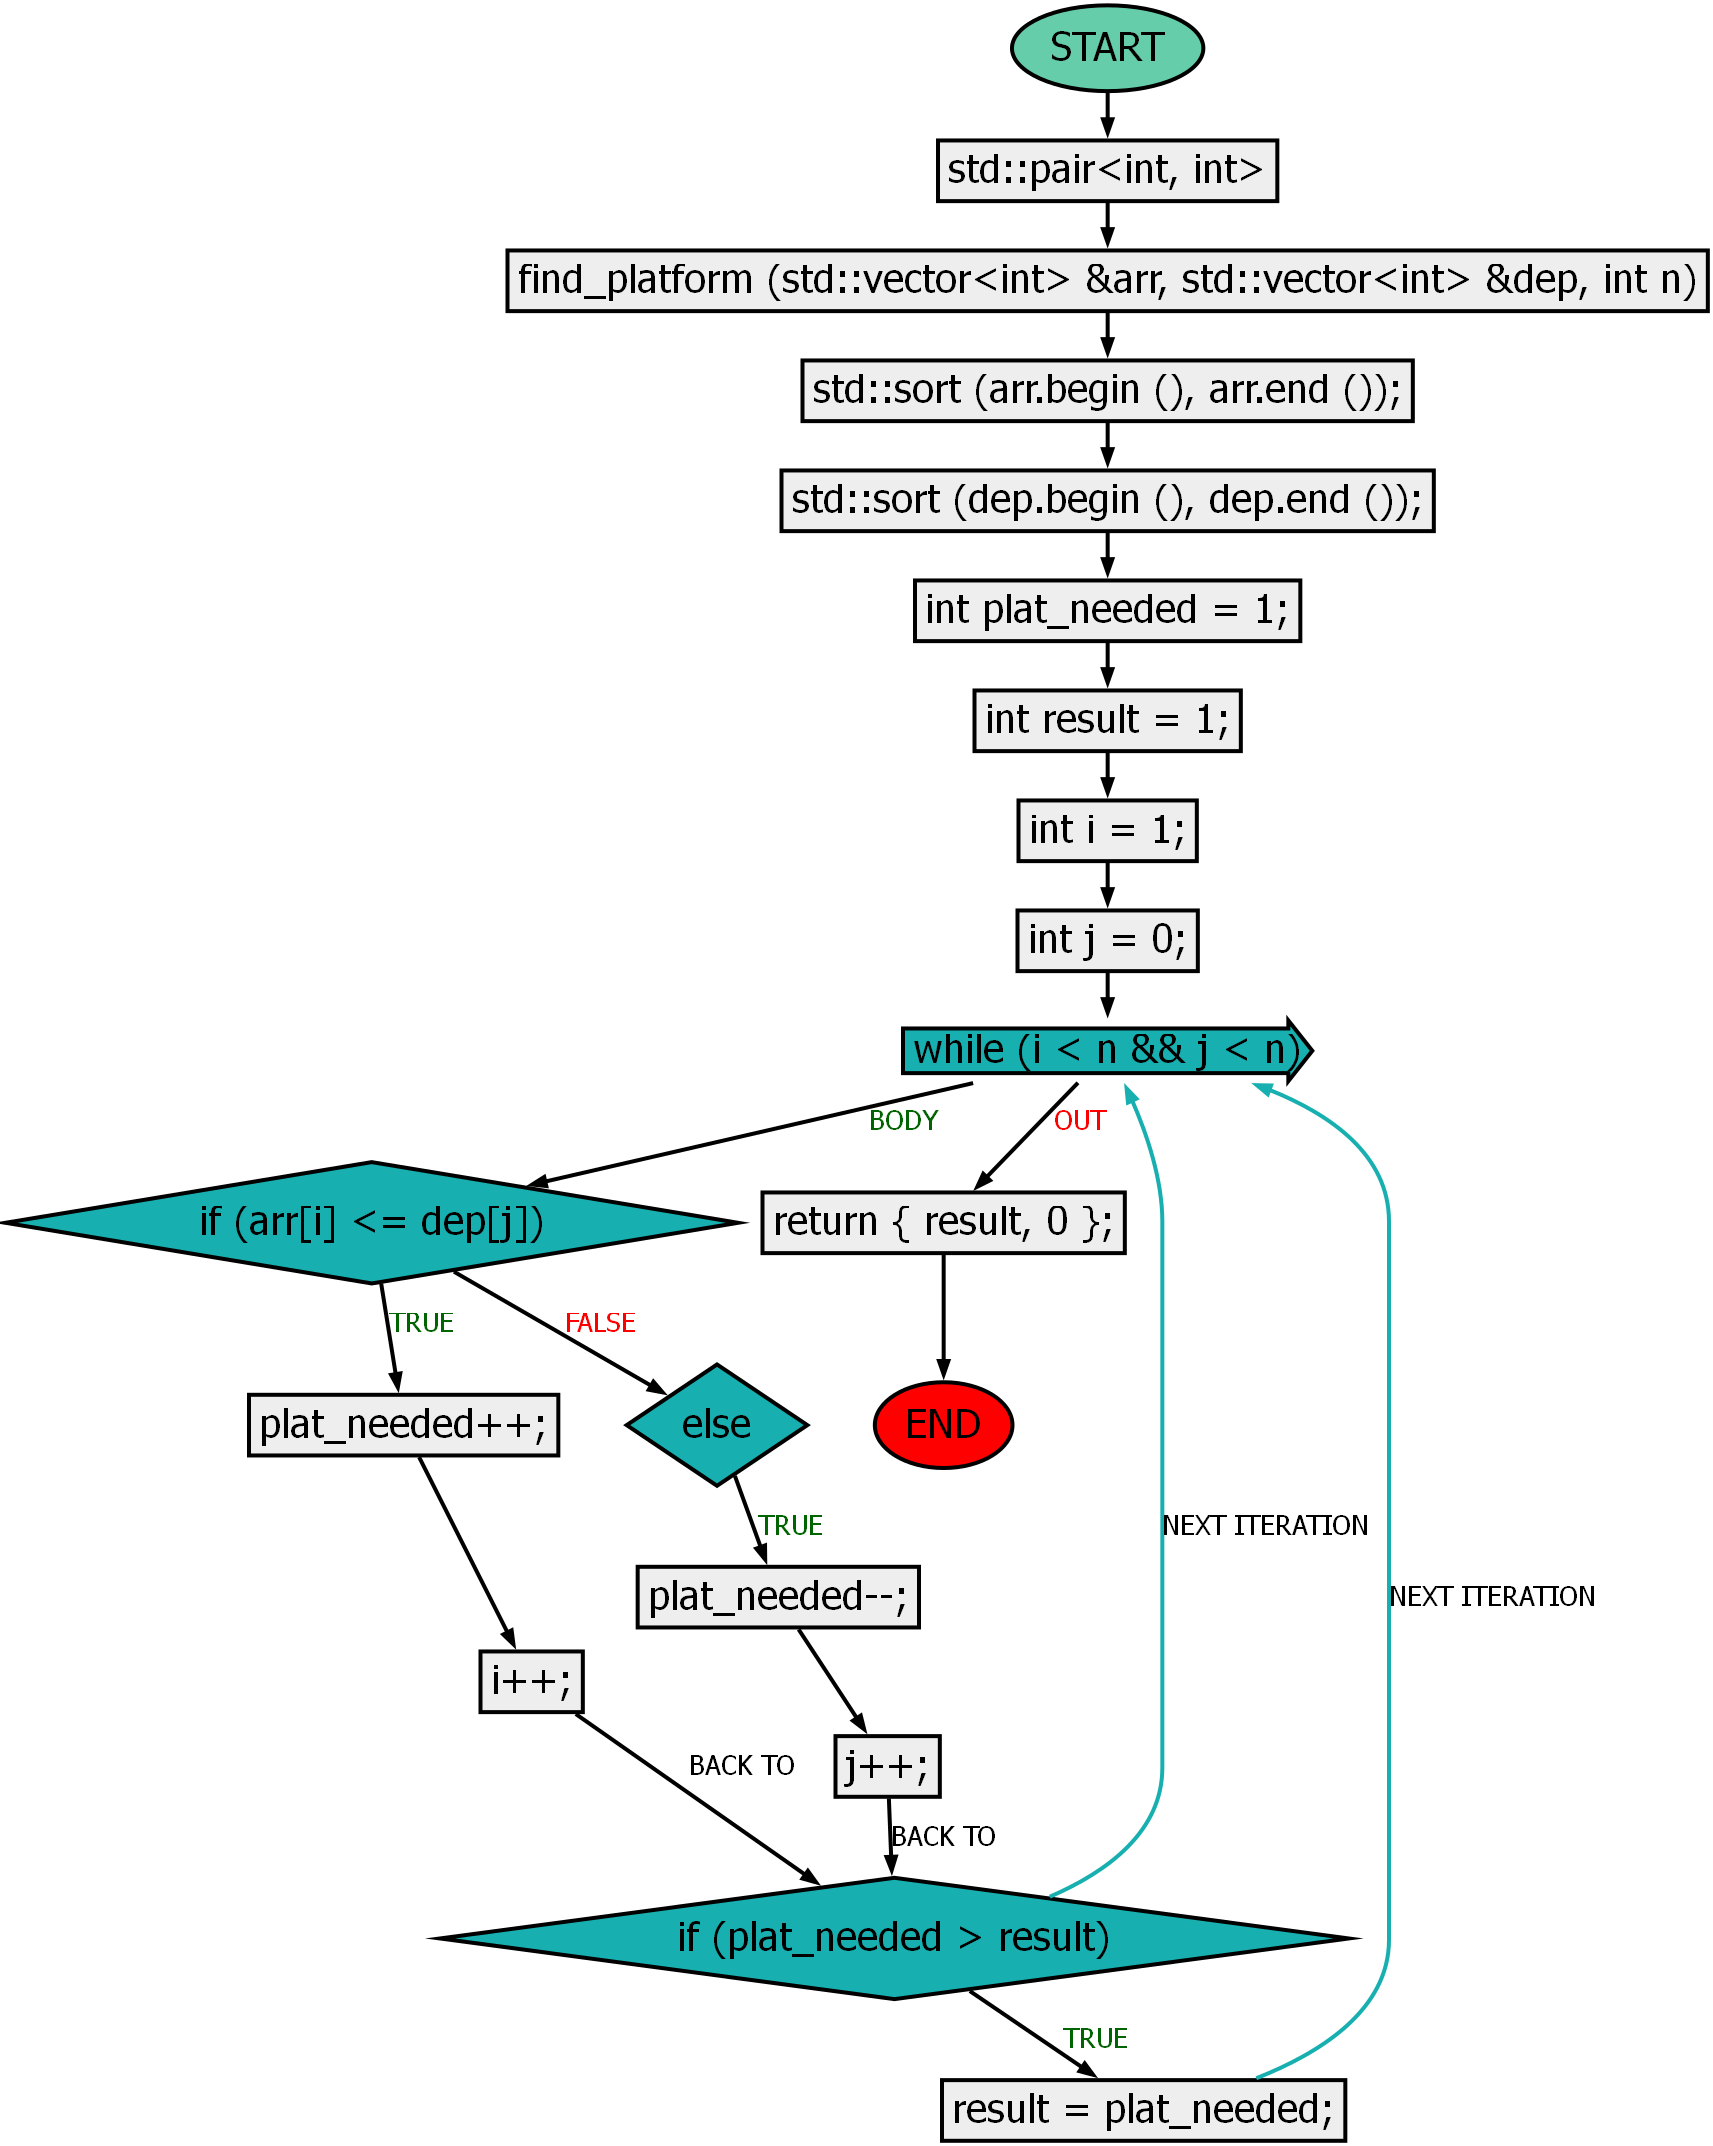 START
std::pair<int, int>
find_platform (std::vector<int> &arr, std::vector<int> &dep, int n)
std::sort (arr.begin (), arr.end ());
std::sort (dep.begin (), dep.end ());
int plat_needed = 1;
int result = 1;
int i = 1;
int j = 0;
while (i < n && j < n)
BODY
OUT
if (arr[i] <= dep[j])
return { result, 0 };
TRUE
FALSE
plat_needed++;
else
END
TRUE
NEXT ITERATION
plat_needed--;
NEXT ITERATION
i++;
BACK TO
j++;
BACK TO
if (plat_needed > result)
TRUE
result = plat_needed;